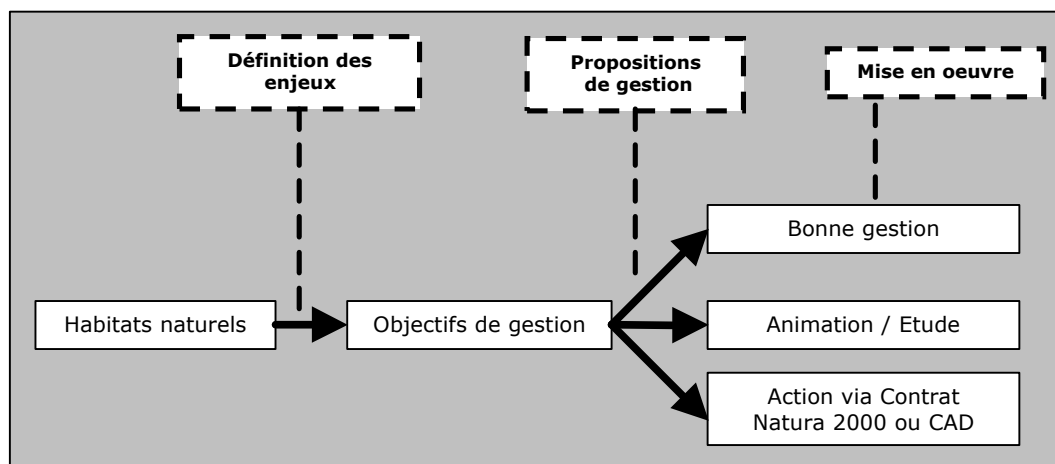 Définition des
enjeux
Propositions
de gestion
Mise en oeuvre
Bonne gestion
Habitats naturels
Objectifs de gestion
Animation / Etude
Action via Contrat
Natura 2000 ou CAD